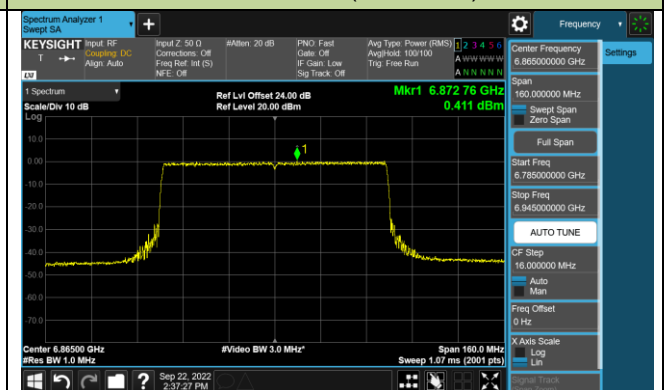 Spectrum Analyzer 1
Swept SA
Frequency
KEYSIGHT
Input: RF
Coupling: DC
Align: Auto
Input Z: 50 Ω
Corrections: Off
Freq Ref: Int (S)
NFE: Off
#Atten: 20 dB
PNO: Fast
Gate: Off
IF Gain: Low
Sig Track: Off
Avg Type: Power (RMS)
Avg|Hold: 100/100
Trig: Free Run
1 2 3 4 5 6
A W W W W W
A N N N N N
Center Frequency
6.865000000 GHz
Settings
Span
160.000000 MHz
Swept Span
Zero Span
Full Span
Start Freq
6.785000000 GHz
Stop Freq
6.945000000 GHz
AUTO TUNE
CF Step
16.000000 MHz
Auto
Man
Freq Offset
0 Hz
X Axis Scale
Log
Lin
Signal Track
1 Spectrum
Scale/Div 10 dB
Log
Ref Lvl Offset 24.00 dB
Ref Level 20.00 dBm
Mkr1 6.872 76 GHz
0.411 dBm
1
10.0
0.00
-10.0
-20.0
-30.0
-40.0
-50.0
-60.0
-70.0
Center 6.86500 GHz
#Res BW 1.0 MHz
#Video BW 3.0 MHz*
Span 160.0 MHz
Sweep 1.07 ms (2001 pts)
?
Sep 22, 2022
2:37:27 PM